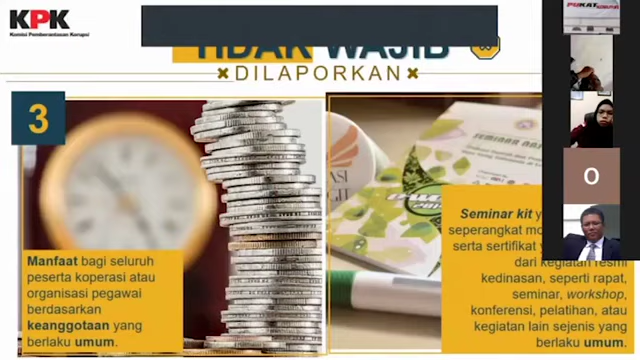 KPK
Komisi Pemberantasan Korupsi
TIDAK WAJIB
DILAPORKAN
3
Manfaat bagi seluruh
peserta koperasi atau
organisasi pegawai
berdasarkan
keanggotaan yang
berlaku umum.
Seminar kit
seperangkat
serta sertifikat
dari kegiatan resmi
kedinasan, seperti rapat,
seminar, workshop,
konferensi, pelatihan, atau
kegiatan lain sejenis yang
berlaku umum.
O